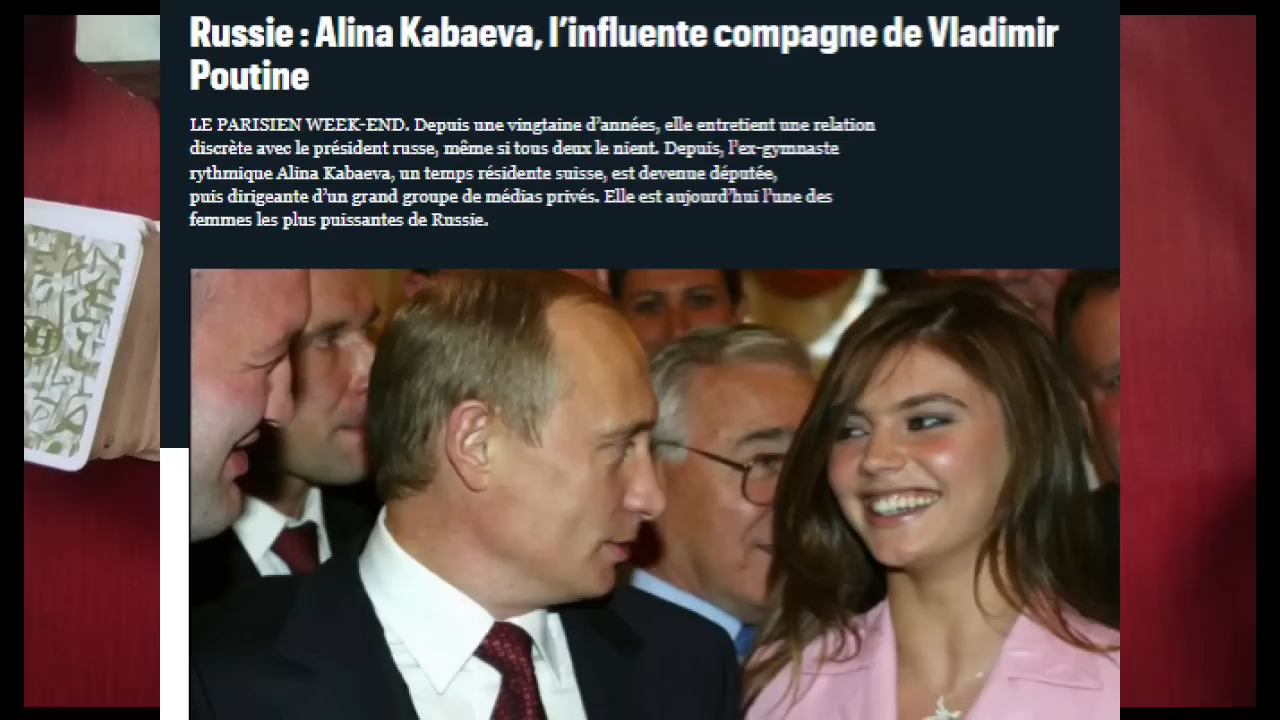 Russie : Alina Kabaeva, l’influente compagne de Vladimir
Poutine
LE PARISIEN WEEK-END. Depuis une vingtaine d’années, elle entretient une relation
discrète avec le président russe, même si tous deux le nient. Depuis, l’ex-gymnaste
rythmique Alina Kabaeva, un temps résidente suisse, est devenue députée,
puis dirigeante d’un grand groupe de médias privés. Elle est aujourd’hui l’une des
femmes les plus puissantes de Russie.